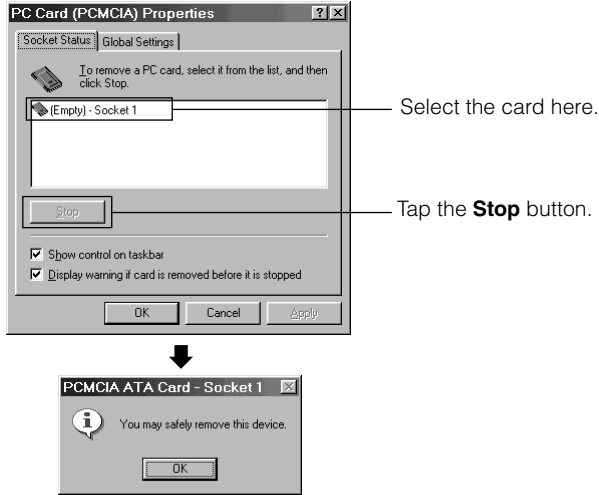 PC Card (PCMCIA) Properties
Socket Status
Global Settings
To remove a PC card, select it from the list, and then
click Stop.
(Empty) - Socket 1
Select the card here.
Stop
Tap the Stop button.
Show control on taskbar
Display warning if card is removed before it is stopped
OK
Cancel
Apply
PCMCIA ATA Card - Socket 1
You may safely remove this device.
OK